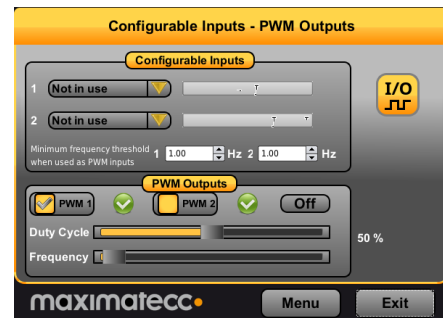 Configurable Inputs - PWM Outputs
Configurable Inputs
1 Not in use
2 Not in use
I/O
Minimum frequency threshold
when used as PWM inputs
1 1.00 Hz 2 1.00 Hz
PWM Outputs
PWM 1 PWM 2 Off
Duty Cycle
50 %
Frequency
maximatecc
Menu
Exit